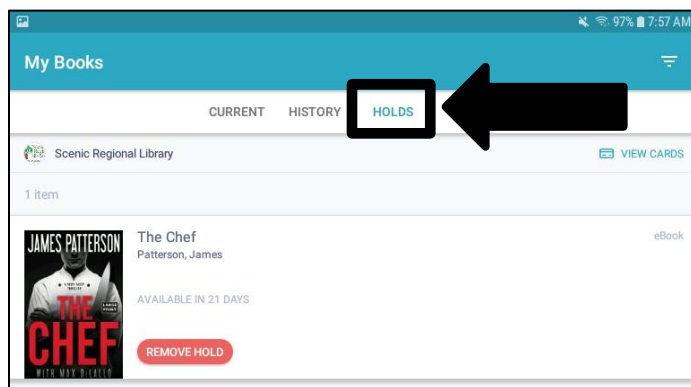 97% 7:57 AM
My Books
CURRENT HISTORY HOLDS
Scenic Regional Library VIEW CARDS
1 item
JAMES PATTERSON
THE
CHEF
WITH MAX DILALLO
The Chef
eBook
Patterson, James
AVAILABLE IN 21 DAYS
REMOVE HOLD